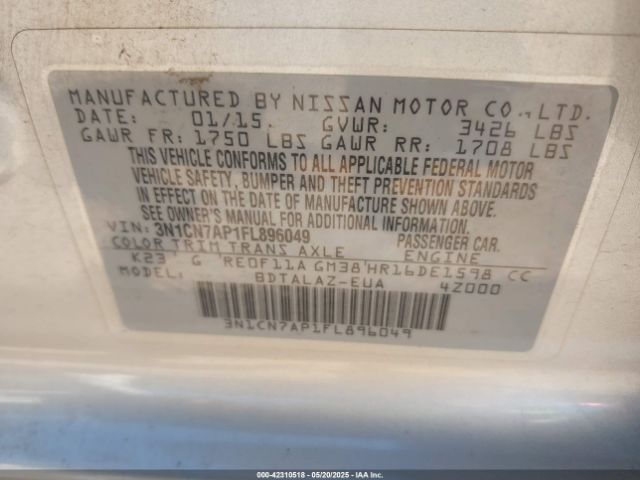 MANUFACTURED BY NISSAN MOTOR CO., LTD.
DATE: 01/15 GVWR: 3426 LBS
GAWR FR: 1750 LBS GAWR RR: 1708 LBS
THIS VEHICLE CONFORMS TO ALL APPLICABLE FEDERAL MOTOR
VEHICLE SAFETY, BUMPER AND THEFT PREVENTION STANDARDS
IN EFFECT ON THE DATE OF MANUFACTURE SHOWN ABOVE.
SEE OWNER'S MANUAL FOR ADDITIONAL INFORMATION.
VIN: 3N1CN7AP1FL896049 PASSENGER CAR.
COLOR TRIM TRANS AXLE ENGINE
K23 G RE0F11A GM38 HR16DE1598 CC
MODEL: BDTALAZ-EUA 4Z000
3N1CN7AP1FL896049
000-42310518 - 05/20/2025 - IAA Inc.